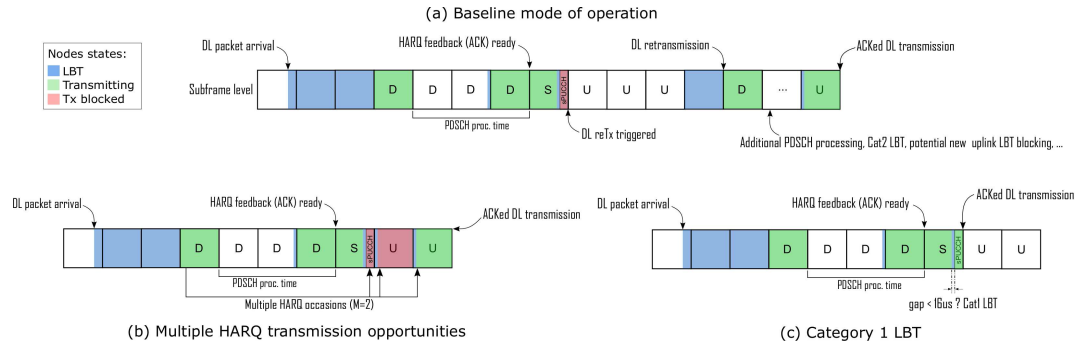 (a) Baseline mode of operation
Nodes states:
LBT
Transmitting
Tx blocked
DL packet arrival
HARQ feedback (ACK) ready
DL retransmission
ACKed DL transmission
Subframe level
D D D D S sPUCCH U U U D ... U
PDSCH proc. time
DL reTx triggered
Additional PDSCH processing, Cat2 LBT, potential new uplink LBT blocking, ...
DL packet arrival
HARQ feedback (ACK) ready
ACKed DL transmission
D D D D S sPUCCH U U
PDSCH proc. time
Multiple HARQ occasions (M=2)
(b) Multiple HARQ transmission opportunities
DL packet arrival
HARQ feedback (ACK) ready
ACKed DL transmission
D D D D S sPUCCH U U
PDSCH proc. time
gap < 16us ? Cat1 LBT
(c) Category 1 LBT